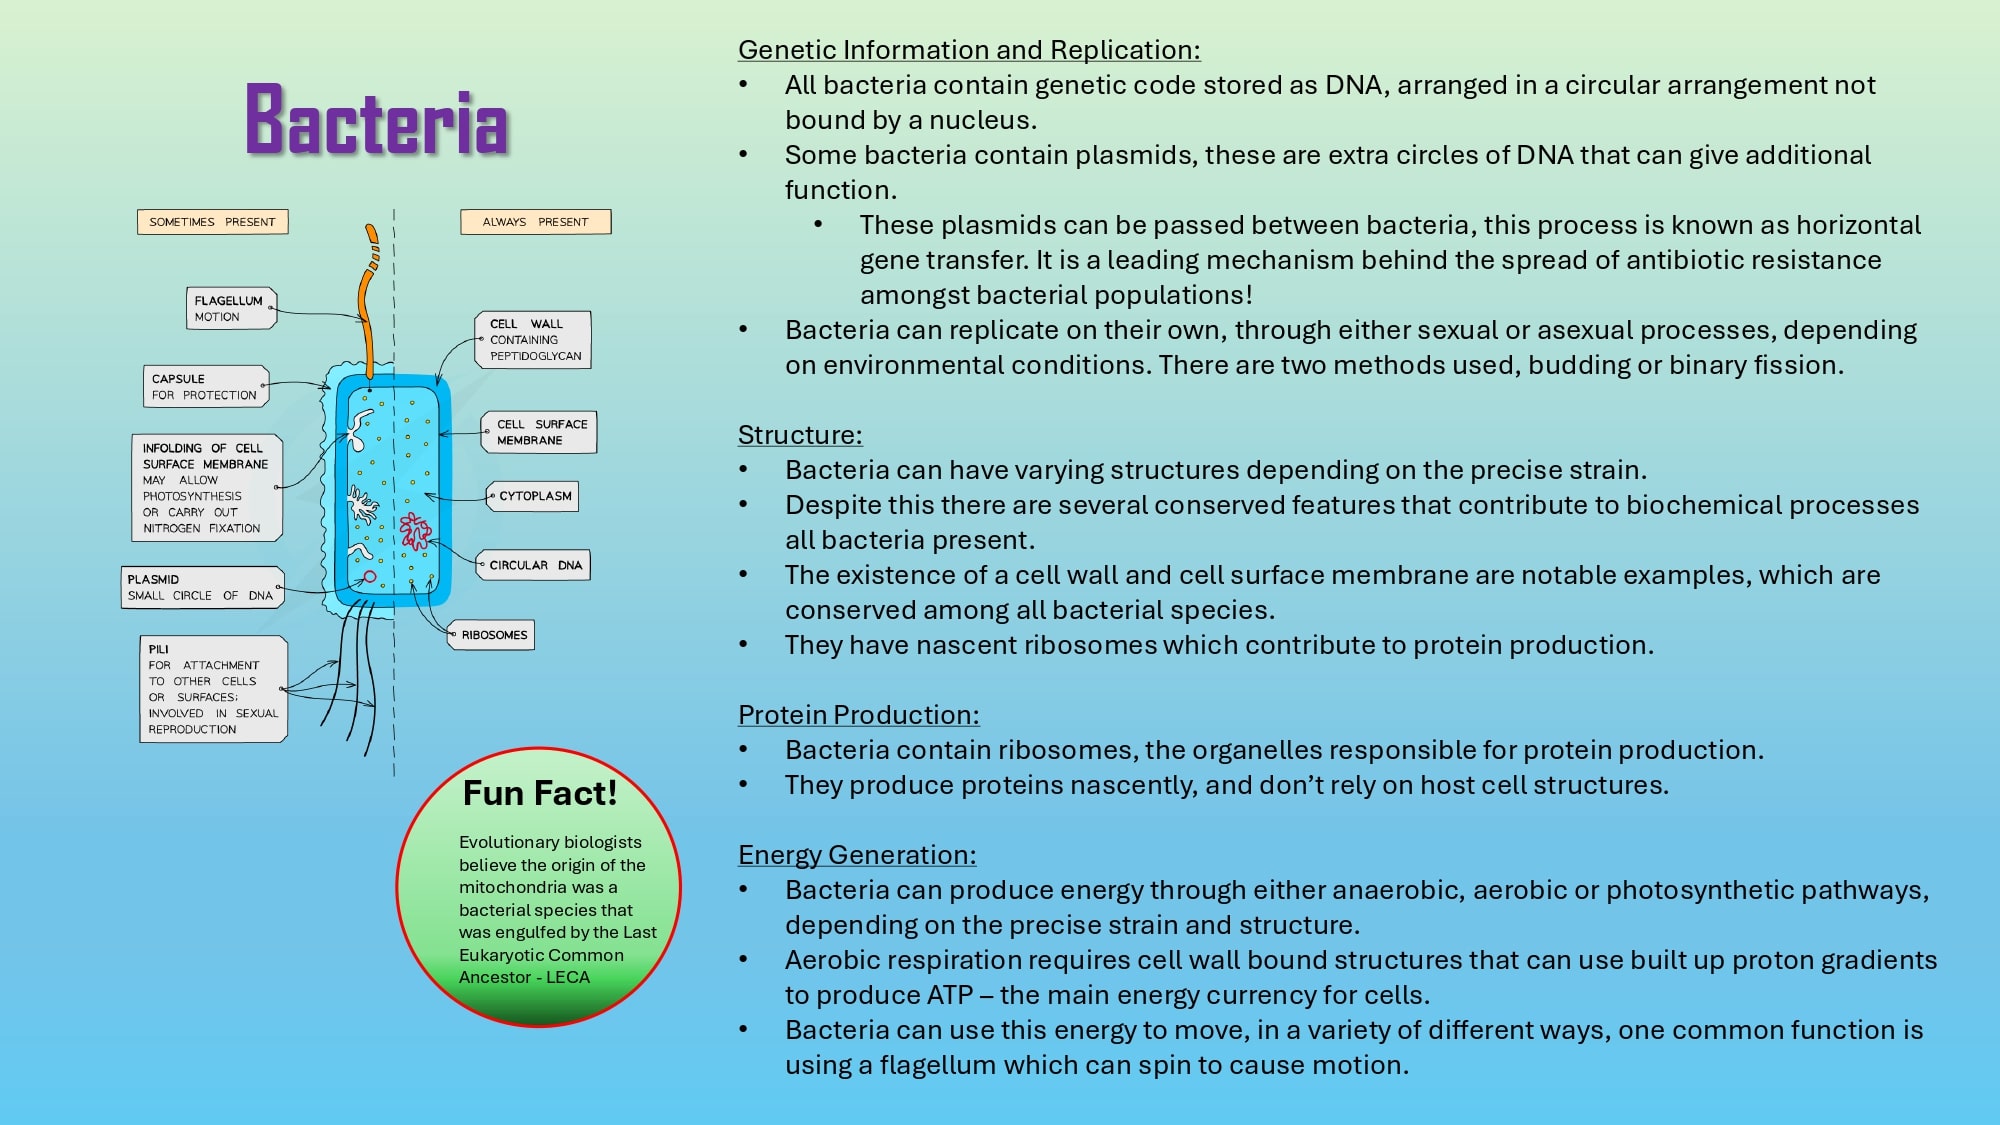 Bacteria
SOMETIMES PRESENT
ALWAYS PRESENT
FLAGELLUM
MOTION
CAPSULE
FOR PROTECTION
INFOLDING OF CELL
SURFACE MEMBRANE
MAY ALLOW
PHOTOSYNTHESIS
OR CARRY OUT
NITROGEN FIXATION
PLASMID
SMALL CIRCLE OF DNA
PILI
FOR ATTACHMENT
TO OTHER CELLS
OR SURFACES;
INVOLVED IN SEXUAL
REPRODUCTION
CELL WALL
CONTAINING
PEPTIDOGLYCAN
CELL SURFACE
MEMBRANE
CYTOPLASM
CIRCULAR DNA
RIBOSOMES
Fun Fact!
Evolutionary biologists
believe the origin of the
mitochondria was a
bacterial species that
was engulfed by the Last
Eukaryotic Common
Ancestor - LECA
Genetic Information and Replication:
• All bacteria contain genetic code stored as DNA, arranged in a circular arrangement not
bound by a nucleus.
• Some bacteria contain plasmids, these are extra circles of DNA that can give additional
function.
• These plasmids can be passed between bacteria, this process is known as horizontal
gene transfer. It is a leading mechanism behind the spread of antibiotic resistance
amongst bacterial populations!
• Bacteria can replicate on their own, through either sexual or asexual processes, depending
on environmental conditions. There are two methods used, budding or binary fission.
Structure:
• Bacteria can have varying structures depending on the precise strain.
• Despite this there are several conserved features that contribute to biochemical processes
all bacteria present.
• The existence of a cell wall and cell surface membrane are notable examples, which are
conserved among all bacterial species.
• They have nascent ribosomes which contribute to protein production.
Protein Production:
• Bacteria contain ribosomes, the organelles responsible for protein production.
• They produce proteins nascently, and don’t rely on host cell structures.
Energy Generation:
• Bacteria can produce energy through either anaerobic, aerobic or photosynthetic pathways,
depending on the precise strain and structure.
• Aerobic respiration requires cell wall bound structures that can use built up proton gradients
to produce ATP – the main energy currency for cells.
• Bacteria can use this energy to move, in a variety of different ways, one common function is
using a flagellum which can spin to cause motion.